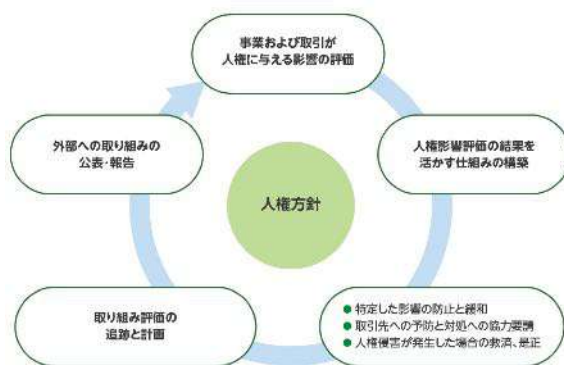 事業および取引が
人権に与える影響の評価
人権影響評価の結果を
活かす仕組みの構築
● 特定した影響の防止と緩和
● 取引先への予防と対処への協力要請
● 人権侵害が発生した場合の救済、是正
取り組み評価の
追跡と計画
外部への取り組みの
公表・報告
人権方針